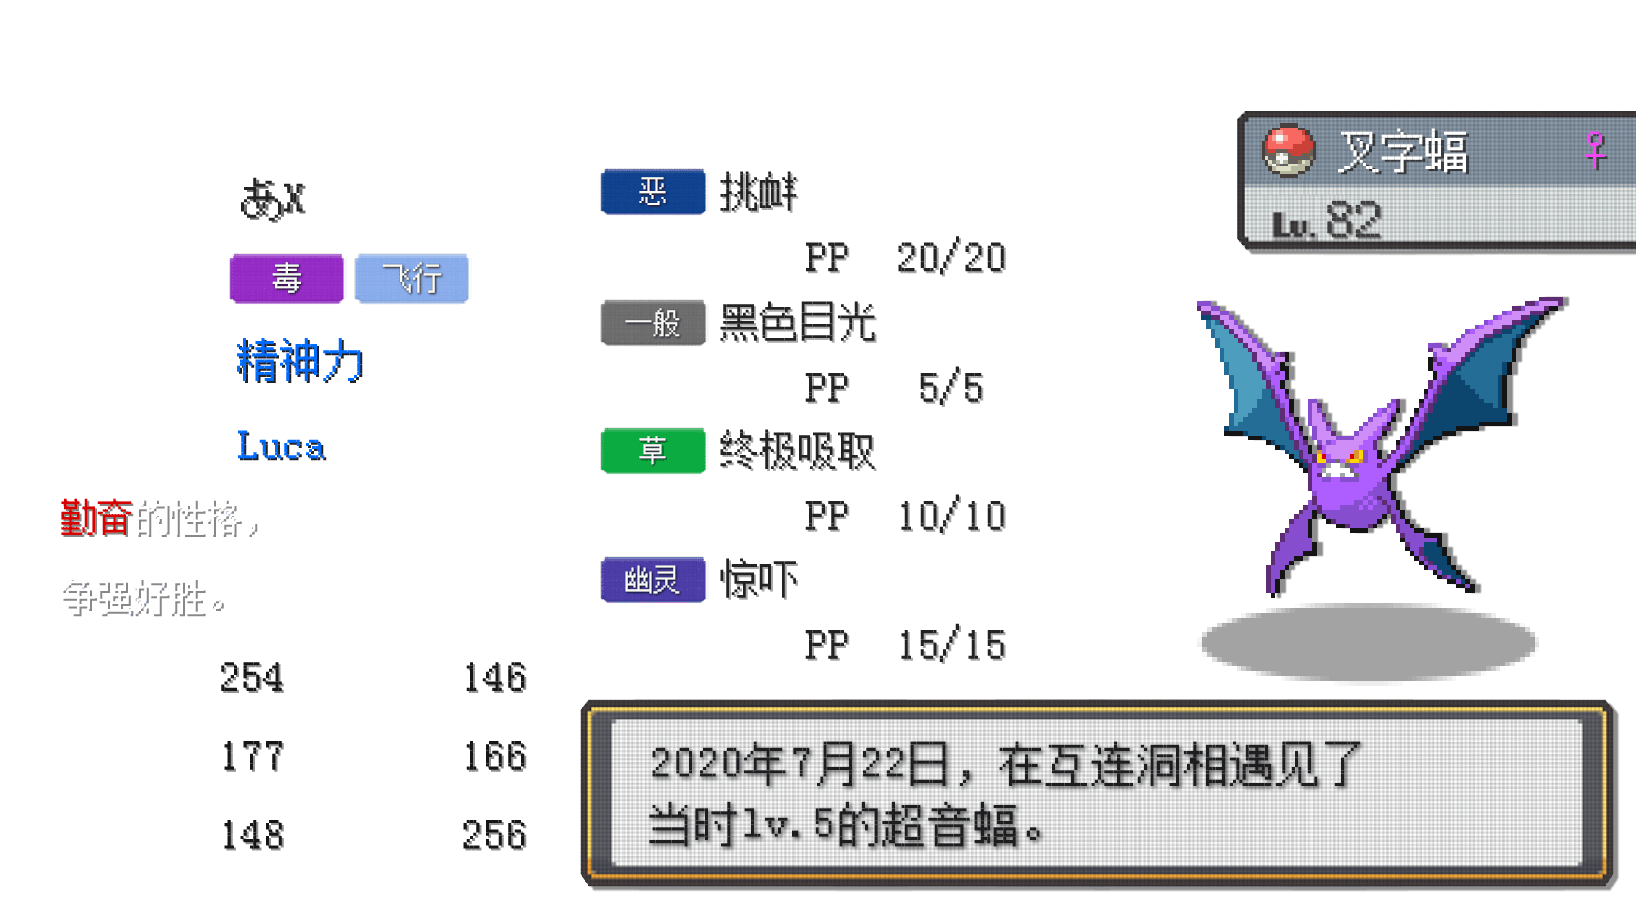 あX
毒 飞行
精神力
Luca
勤奋的性格，
争强好胜。
254 146
177 166
148 256
恶 挑衅
PP 20/20
一般 黑色目光
PP 5/5
草 终极吸取
PP 10/10
幽灵 惊吓
PP 15/15
叉字蝠 ♀
Lv.82
2020年7月22日，在互连洞相遇见了
当时lv.5的超音蝠。